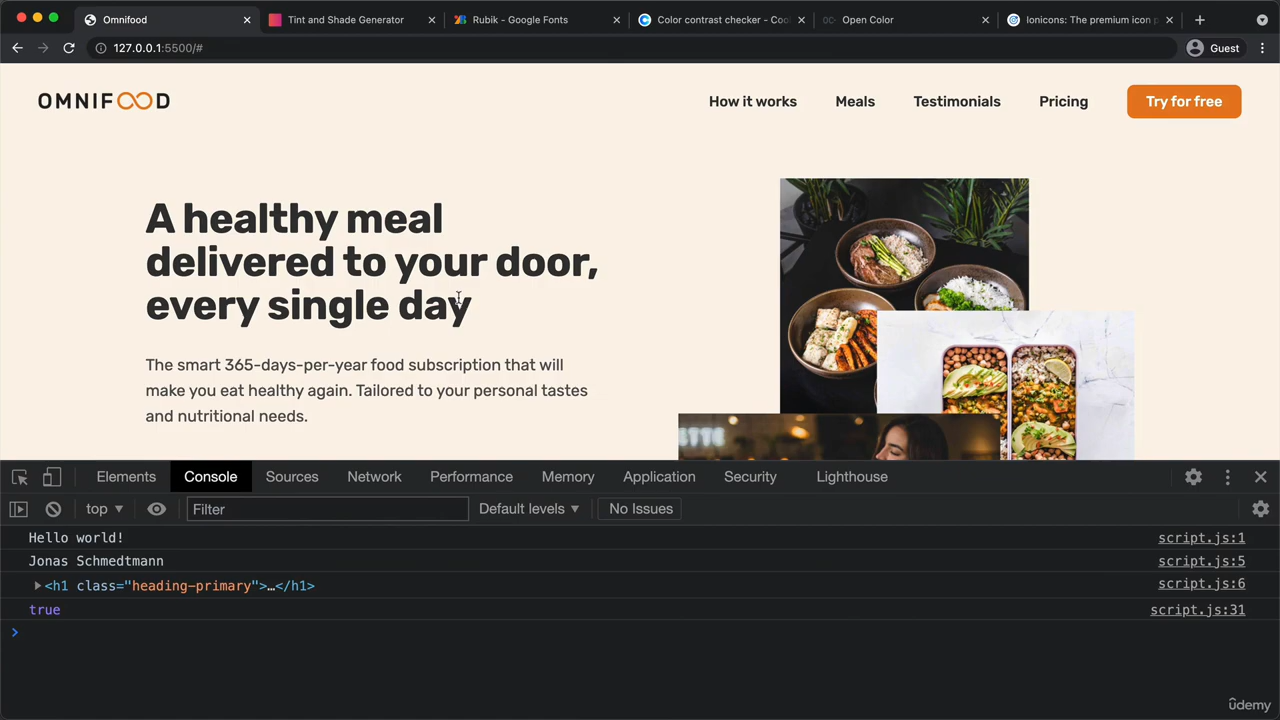 Omnifood
Tint and Shade Generator
Rubik - Google Fonts
Color contrast checker - Coo
Open Color
Ionicons: The premium icon p
127.0.0.1:5500/#
Guest
OMNIFOOD
How it works
Meals
Testimonials
Pricing
Try for free
A healthy meal
delivered to your door,
every single day
The smart 365-days-per-year food subscription that will
make you eat healthy again. Tailored to your personal tastes
and nutritional needs.
ETTE
Elements
Console
Sources
Network
Performance
Memory
Application
Security
Lighthouse
top
Filter
Default levels
No Issues
Hello world!
script.js:1
Jonas Schmedtmann
script.js:5
<h1 class="heading-primary">…</h1>
script.js:6
true
script.js:31
ûdemy